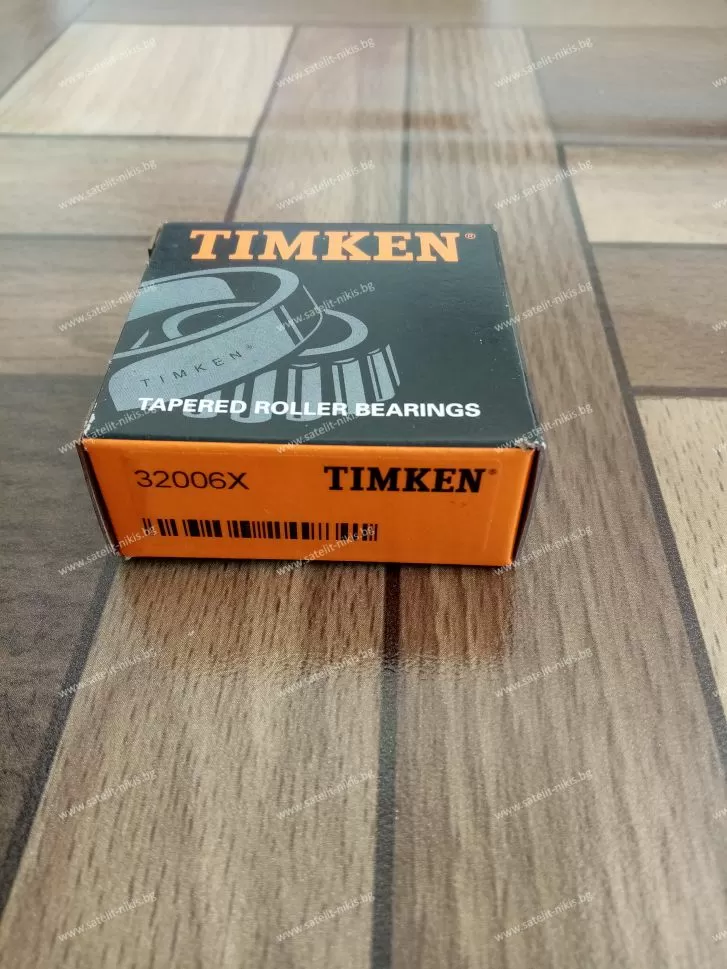 TIMKEN®
TIMKEN®
TAPERED ROLLER BEARINGS
32006X TIMKEN®
www.satelit-nikis.bg